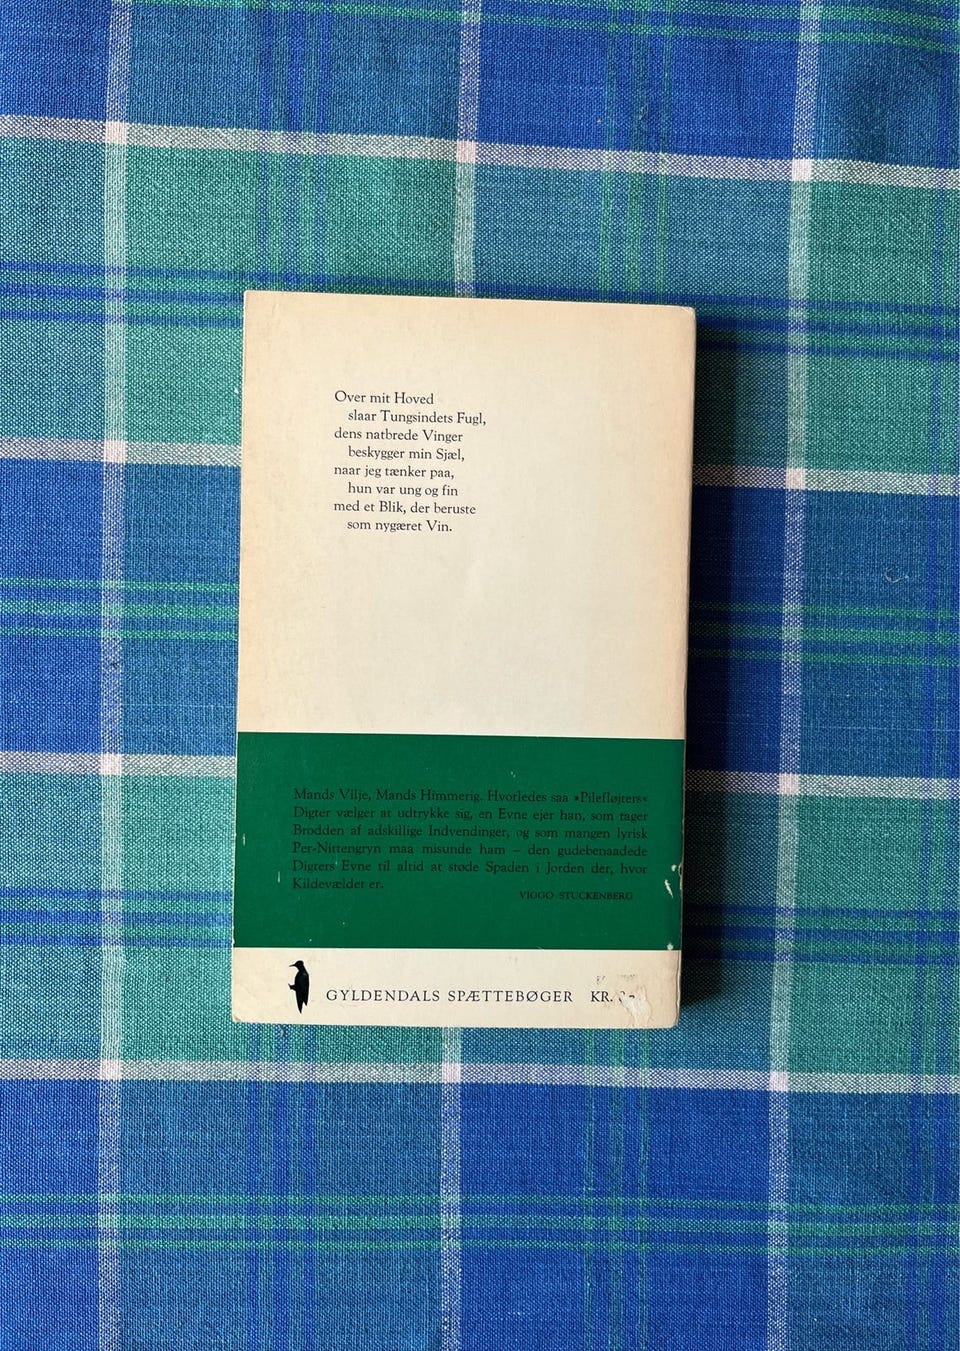 Over mit Hoved
slaar Tungsindets Fugl,
dens natbrede Vinger
beskygger min Sjæl,
naar jeg tænker paa,
hun var ung og fin
med et Blik, der beruste
som nygæret Vin.
Mands Vilje, Mands Himmerig. Hvorledes saa »Pilefløjters«
Digter vælger at udtrykke sig, en Evne ejer han, som tager
Brodden af adskillige Indvendinger, og som mangen lyrisk
Per-Nittengryn maa misunde ham – den gudebenaadede
Digters Evne til altid at støde Spaden i Jorden der, hvor
Kildevældet er.
VIGGO STUCKENBERG
GYLDENDALS SPÆTTEBØGER KR.